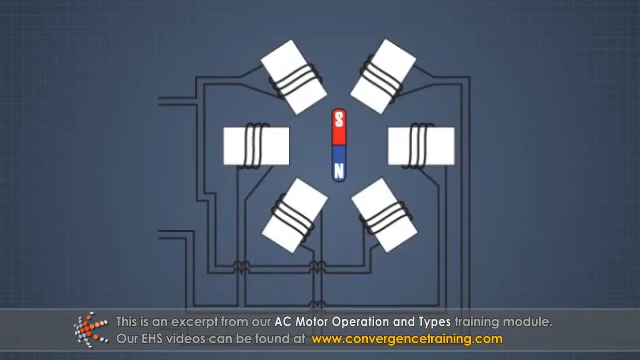 S
N
This is an excerpt from our AC Motor Operation and Types training module.
Our EHS videos can be found at www.convergencetraining.com